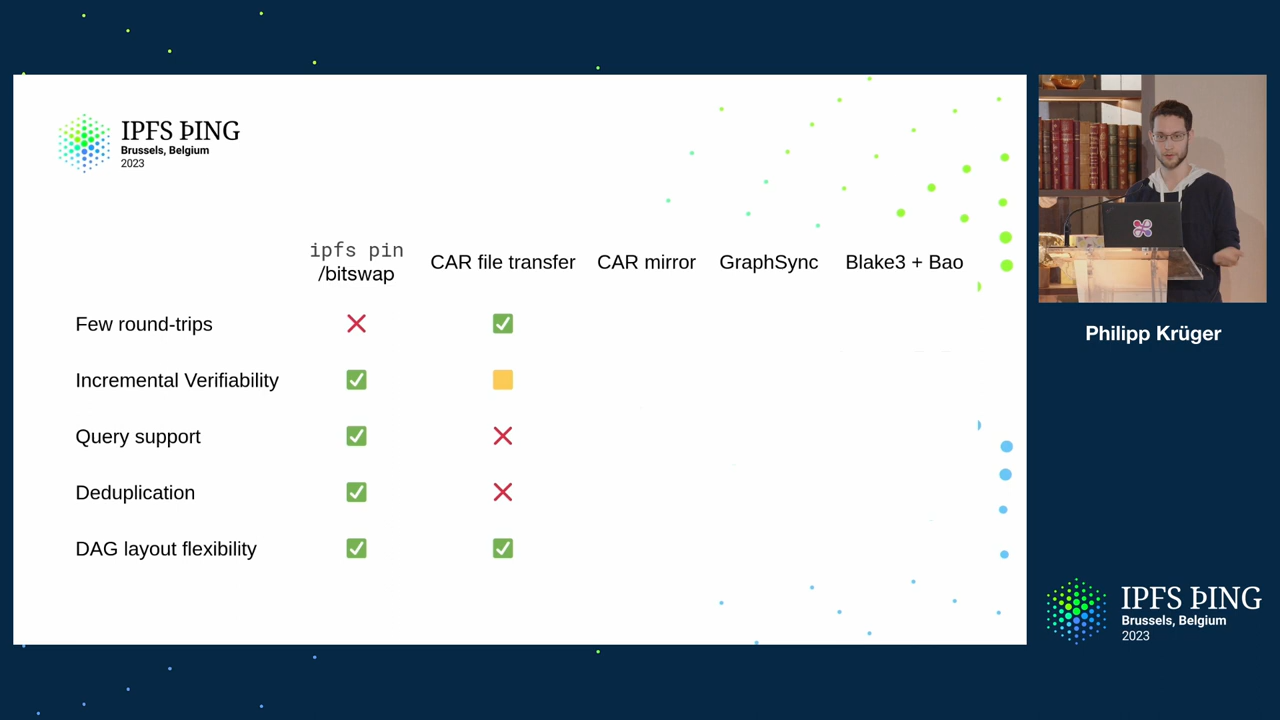 IPFS ÞING
Brussels, Belgium
2023
ipfs pin
/bitswap
CAR file transfer
CAR mirror
GraphSync
Blake3 + Bao
Few round-trips
Incremental Verifiability
Query support
Deduplication
DAG layout flexibility
Philipp Krüger
IPFS ÞING
Brussels, Belgium
2023